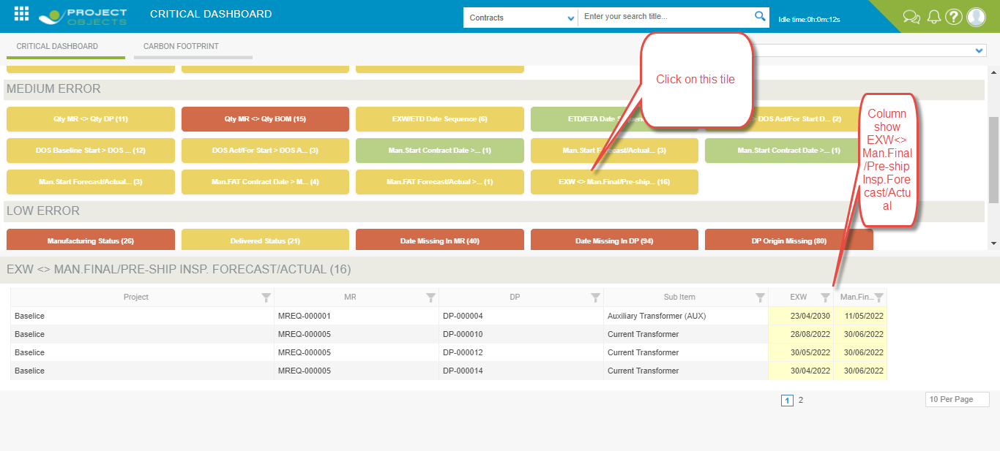 PROJECT
OBJECTS
CRITICAL DASHBOARD
Contracts
Enter your search title...
Idle time:0h:0m:12s
?
CRITICAL DASHBOARD
CARBON FOOTPRINT
Click on this tile
MEDIUM ERROR
Qty MR <> Qty DP (11)
Qty MR <> Qty BOM (15)
EXW/ETD Date Sequence (6)
ETD/ETA Date
DOS Act/For Start D... (2)
DOS Baseline Start > DOS ... (12)
DOS Act/For Start > DOS A... (3)
Man.Start Contract Date >... (1)
Man.Start Forecast/Actual... (3)
Man.Start Contract Date >... (1)
Man.Start Forecast/Actual... (3)
Man.FAT Contract Date > M... (4)
Man.FAT Forecast/Actual >... (1)
EXW <> Man.Final/Pre-ship... (16)
Column
show
EXW<>
Man.Final
/Pre-ship
Insp.Fore
cast/Actu
al
LOW ERROR
Manufacturing Status (26)
Delivered Status (21)
Date Missing In MR (40)
Date Missing In DP (94)
DP Origin Missing (80)
EXW <> MAN.FINAL/PRE-SHIP INSP. FORECAST/ACTUAL (16)
Project
MR
DP
Sub Item
EXW
Man.Fin...
Baselice
MREQ-000001
DP-000004
Auxiliary Transformer (AUX)
23/04/2030
11/05/2022
Baselice
MREQ-000005
DP-000010
Current Transformer
28/08/2022
30/06/2022
Baselice
MREQ-000005
DP-000012
Current Transformer
30/05/2022
30/06/2022
Baselice
MREQ-000005
DP-000014
Current Transformer
30/04/2022
30/06/2022
1
2
10 Per Page